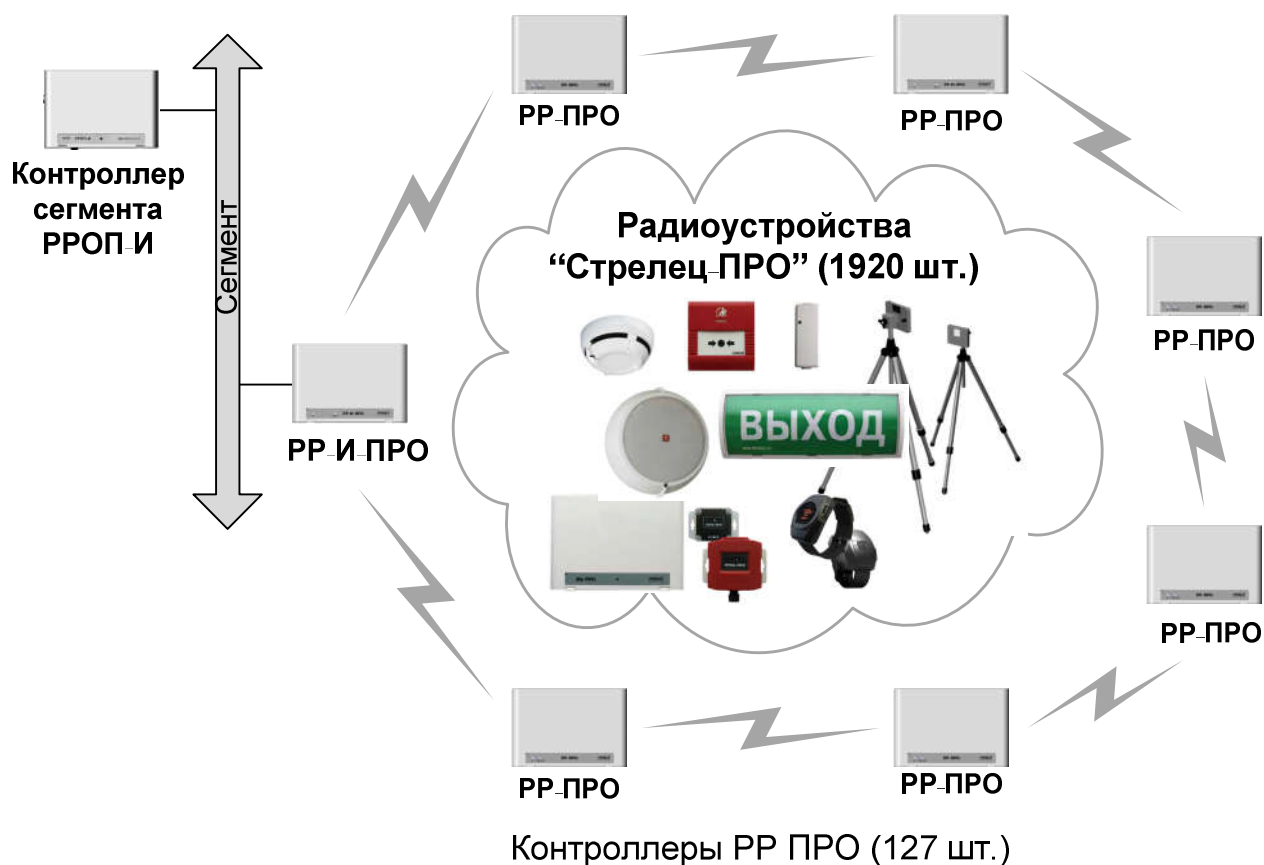 РР-ПРО
РР-ПРО
Контроллер
сегмента
РРОП-И
Сегмент
Радиоустройства
“Стрелец-ПРО” (1920 шт.)
РР-ПРО
РР-И-ПРО
ВЫХОД
РР-ПРО
РР-ПРО
РР-ПРО
Контроллеры РР ПРО (127 шт.)